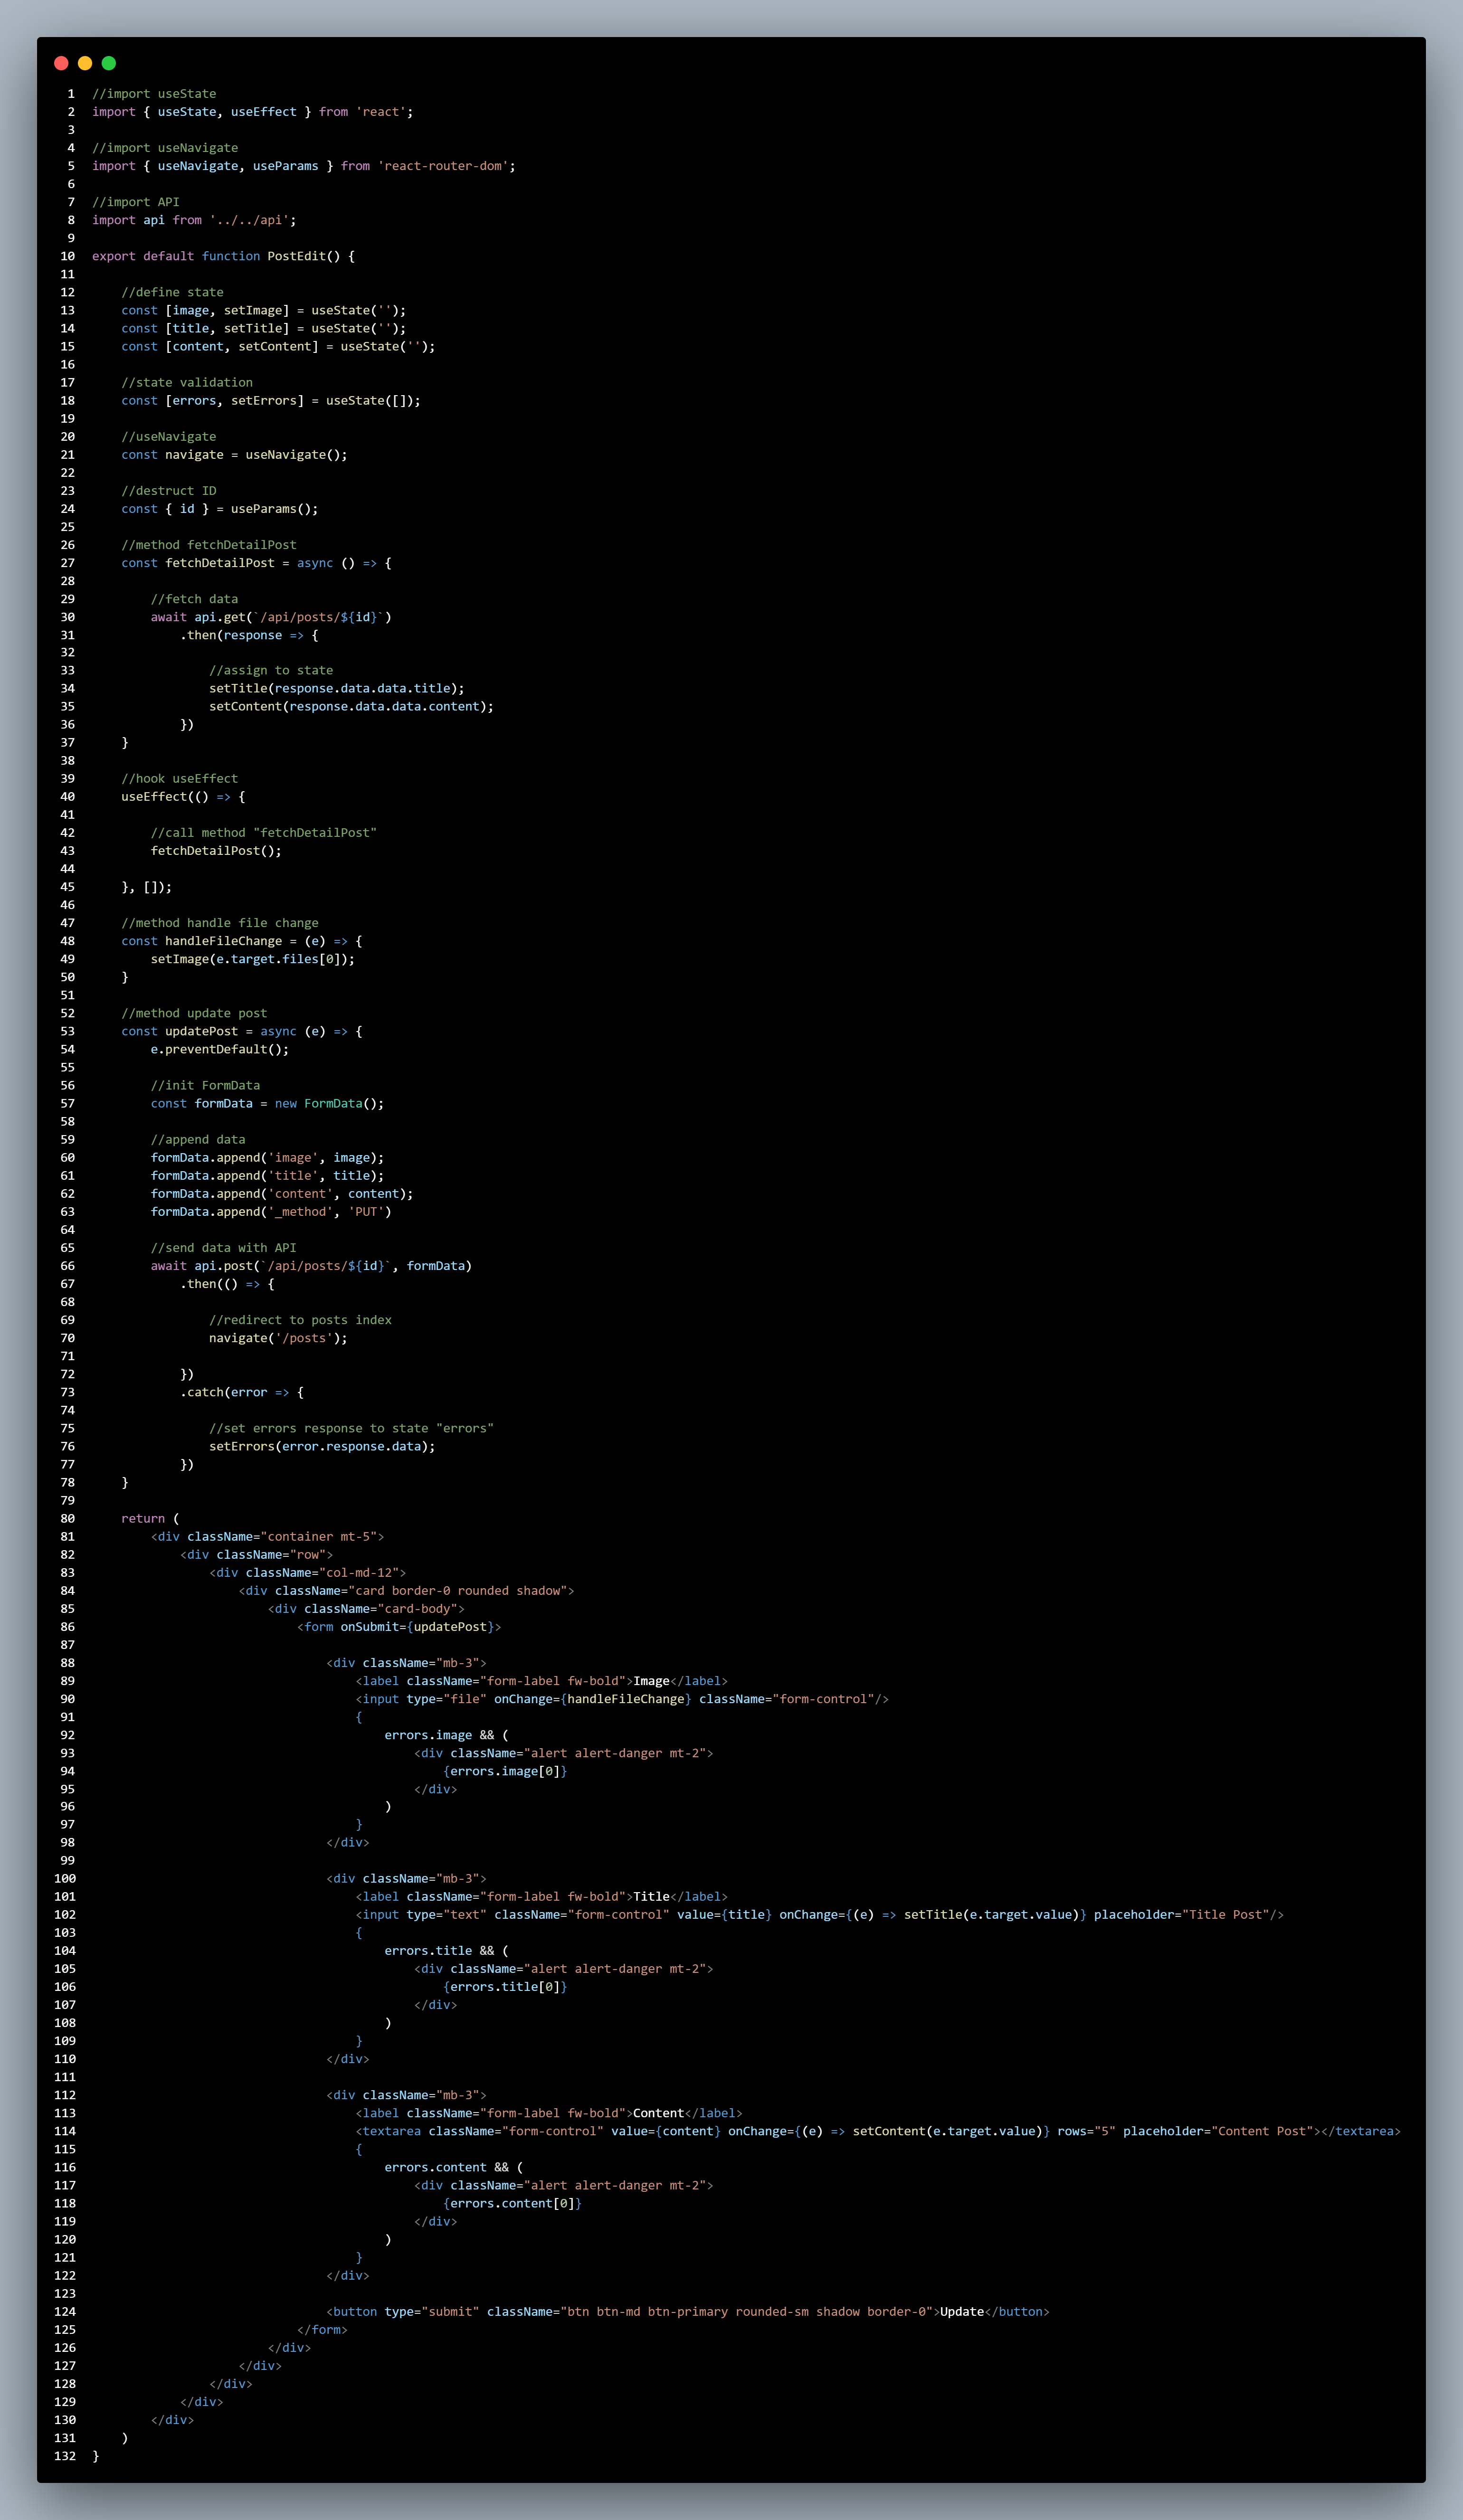 1 //import useState
2 import { useState, useEffect } from 'react';
3
4 //import useNavigate
5 import { useNavigate, useParams } from 'react-router-dom';
6
7 //import API
8 import api from '../../api';
9
10 export default function PostEdit() {
11
12     //define state
13     const [image, setImage] = useState('');
14     const [title, setTitle] = useState('');
15     const [content, setContent] = useState('');
16
17     //state validation
18     const [errors, setErrors] = useState([]);
19
20     //useNavigate
21     const navigate = useNavigate();
22
23     //destruct ID
24     const { id } = useParams();
25
26     //method fetchDetailPost
27     const fetchDetailPost = async () => {
28
29         //fetch data
30         await api.get(`/api/posts/${id}`)
31             .then(response => {
32
33                 //assign to state
34                 setTitle(response.data.data.title);
35                 setContent(response.data.data.content);
36             })
37     }
38
39     //hook useEffect
40     useEffect(() => {
41
42         //call method "fetchDetailPost"
43         fetchDetailPost();
44
45     }, []);
46
47     //method handle file change
48     const handleFileChange = (e) => {
49         setImage(e.target.files[0]);
50     }
51
52     //method update post
53     const updatePost = async (e) => {
54         e.preventDefault();
55
56         //init FormData
57         const formData = new FormData();
58
59         //append data
60         formData.append('image', image);
61         formData.append('title', title);
62         formData.append('content', content);
63         formData.append('_method', 'PUT')
64
65         //send data with API
66         await api.post(`/api/posts/${id}`, formData)
67             .then(() => {
68
69                 //redirect to posts index
70                 navigate('/posts');
71
72             })
73             .catch(error => {
74
75                 //set errors response to state "errors"
76                 setErrors(error.response.data);
77             })
78     }
79
80     return (
81         <div className="container mt-5">
82             <div className="row">
83                 <div className="col-md-12">
84                     <div className="card border-0 rounded shadow">
85                         <div className="card-body">
86                             <form onSubmit={updatePost}>
87
88                                 <div className="mb-3">
89                                     <label className="form-label fw-bold">Image</label>
90                                     <input type="file" onChange={handleFileChange} className="form-control"/>
91                                     {
92                                         errors.image && (
93                                             <div className="alert alert-danger mt-2">
94                                                 {errors.image[0]}
95                                             </div>
96                                         )
97                                     }
98                                 </div>
99
100                                 <div className="mb-3">
101                                     <label className="form-label fw-bold">Title</label>
102                                     <input type="text" className="form-control" value={title} onChange={(e) => setTitle(e.target.value)} placeholder="Title Post"/>
103                                     {
104                                         errors.title && (
105                                             <div className="alert alert-danger mt-2">
106                                                 {errors.title[0]}
107                                             </div>
108                                         )
109                                     }
110                                 </div>
111
112                                 <div className="mb-3">
113                                     <label className="form-label fw-bold">Content</label>
114                                     <textarea className="form-control" value={content} onChange={(e) => setContent(e.target.value)} rows="5" placeholder="Content Post"></textarea>
115                                     {
116                                         errors.content && (
117                                             <div className="alert alert-danger mt-2">
118                                                 {errors.content[0]}
119                                             </div>
120                                         )
121                                     }
122                                 </div>
123
124                                 <button type="submit" className="btn btn-md btn-primary rounded-sm shadow border-0">Update</button>
125                             </form>
126                         </div>
127                     </div>
128                 </div>
129             </div>
130         </div>
131     )
132 }